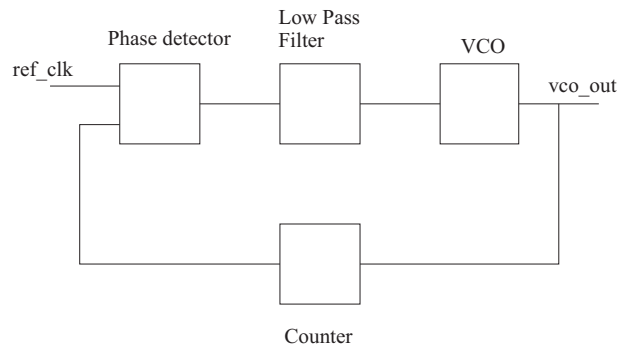 Low Pass
Filter
Phase detector
VCO
ref_clk
vco_out
Counter